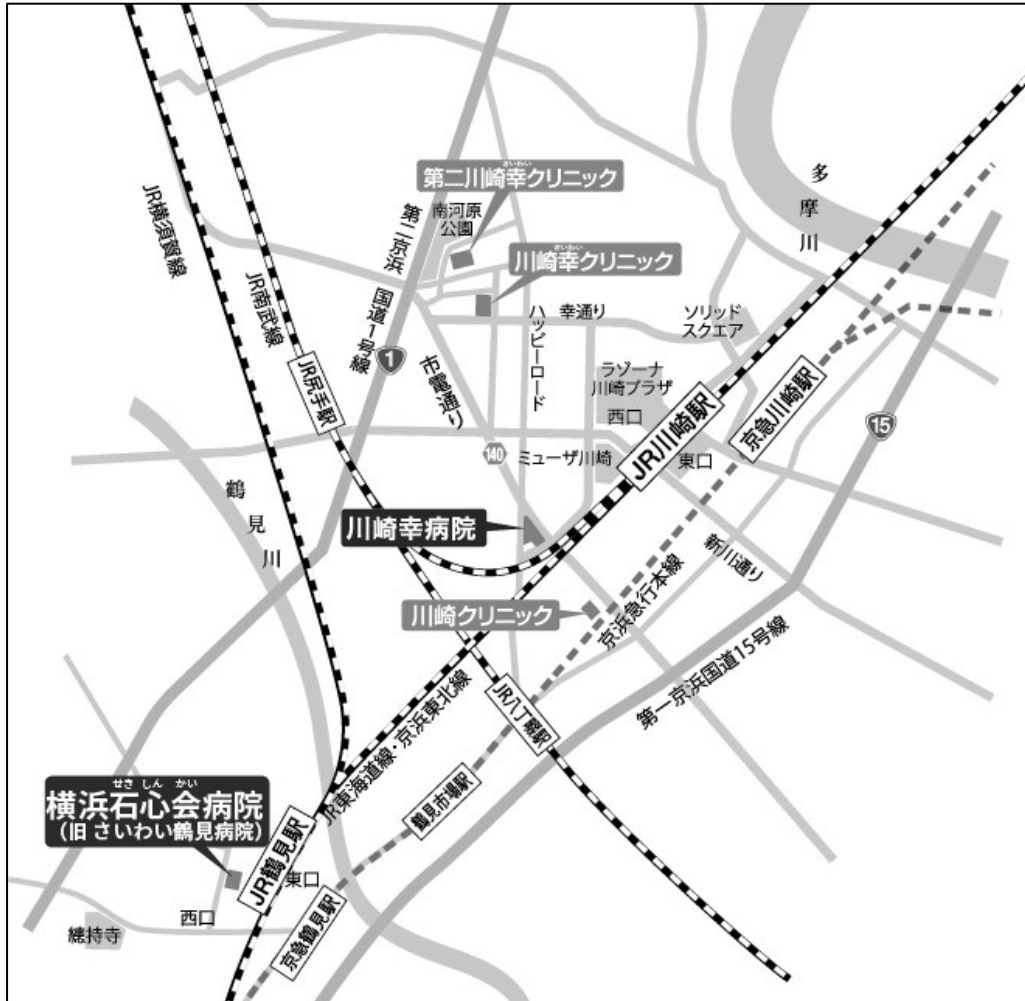 さいわい
第二川崎幸クリニック
南河原
公園
さいわい
川崎幸クリニック
多摩川
第二京浜
国道1号線
1
JR横須賀線
JR南武線
JR尻手駅
市電通り
ハッピーロード
幸通り
ソリッド
スクエア
ラゾーナ
川崎プラザ
西口
JR川崎駅
東口
京急川崎駅
15
140
ミューザ川崎
鶴見川
川崎幸病院
新川通り
川崎クリニック
京浜急行本線
第一京浜国道15号線
JR八丁畷駅
JR東海道線・京浜東北線
鶴見市場駅
せき しん かい
横浜石心会病院
（旧 さいわい鶴見病院）
JR鶴見駅
東口
西口
京急鶴見駅
總持寺